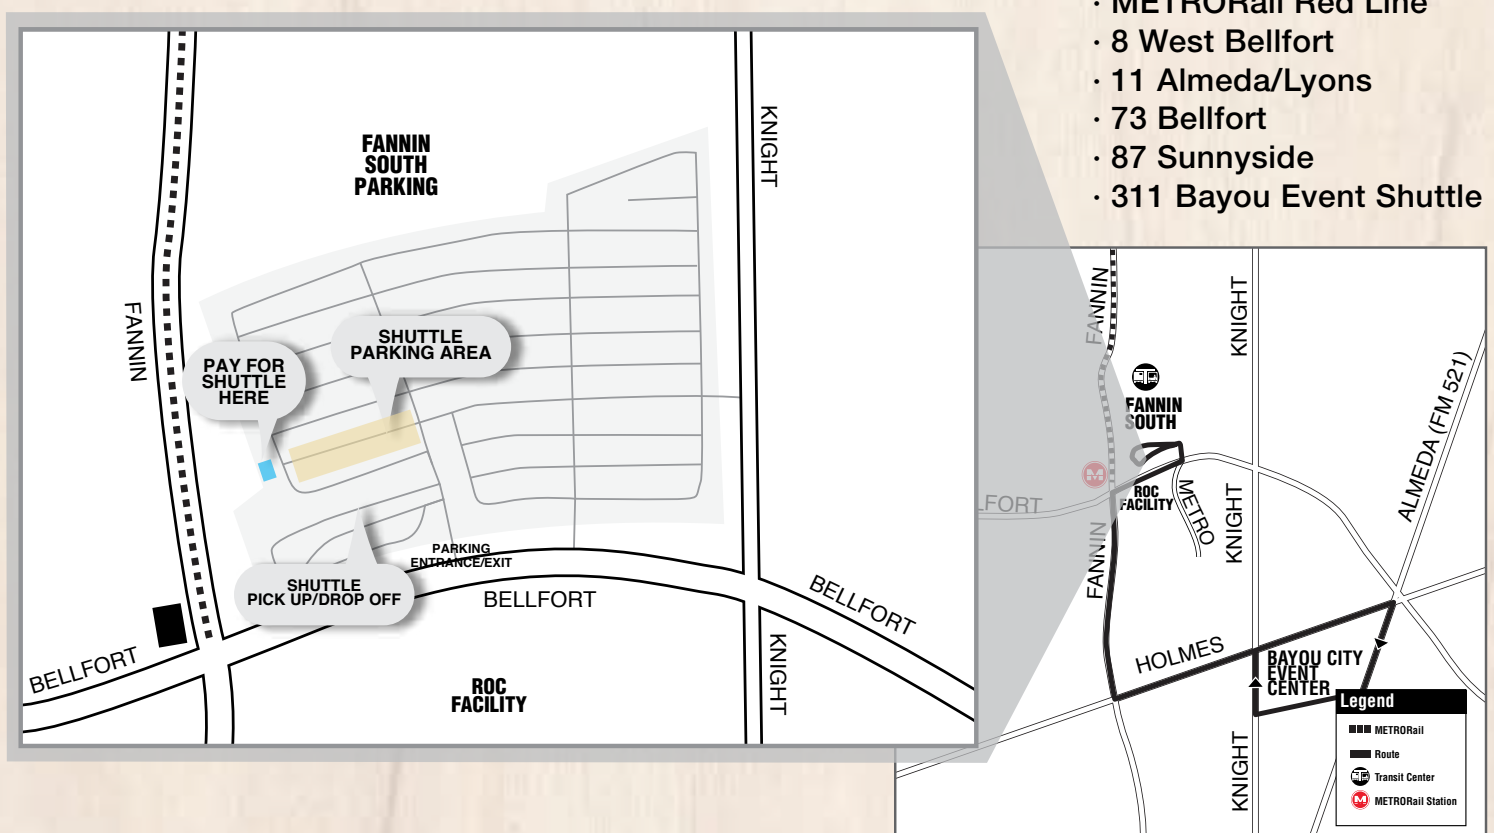 · METRORail Red Line
· 8 West Bellfort
· 11 Almeda/Lyons
· 73 Bellfort
· 87 Sunnyside
· 311 Bayou Event Shuttle
FANNIN
SOUTH
PARKING
KNIGHT
FANNIN
SHUTTLE
PARKING AREA
PAY FOR
SHUTTLE
HERE
PARKING
ENTRANCE/EXIT
SHUTTLE
PICK UP/DROP OFF
BELLFORT
BELLFORT
BELLFORT
KNIGHT
ROC
FACILITY
FANNIN
KNIGHT
ALMEDA (FM 521)
FANNIN
SOUTH
LFORT
ROC
FACILITY
METRO
KNIGHT
FANNIN
HOLMES
BAYOU CITY
EVENT
CENTER
KNIGHT
Legend
METRORail
Route
Transit Center
M METRORail Station
M